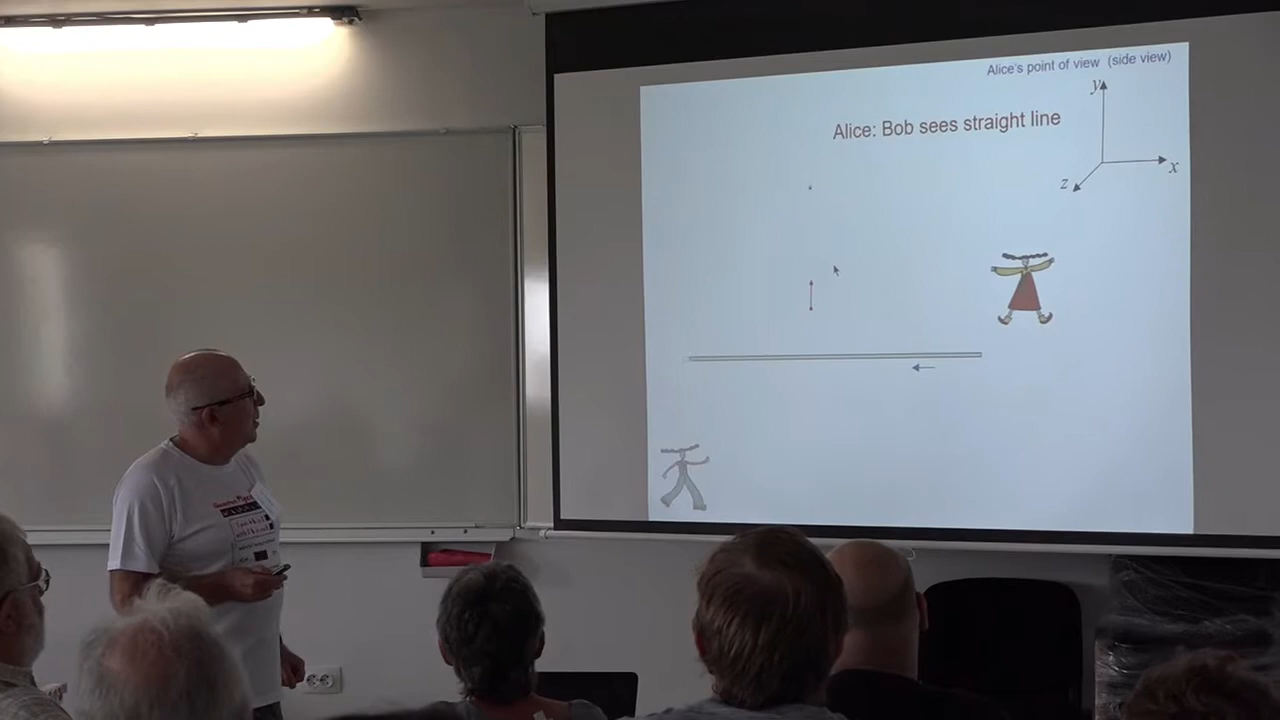 Alice's point of view (side view)
y
Alice: Bob sees straight line
x
z